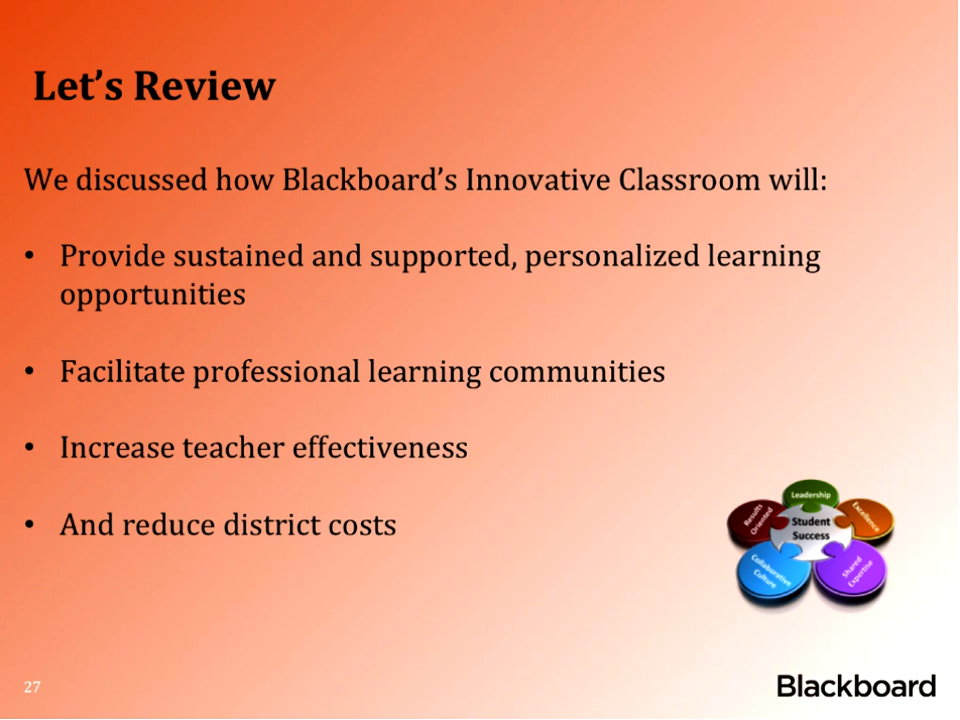 Let’s Review
We discussed how Blackboard’s Innovative Classroom will:
• Provide sustained and supported, personalized learning
opportunities
• Facilitate professional learning communities
• Increase teacher effectiveness
• And reduce district costs
Leadership
Results
Oriented
Excellence
Student
Success
Collaborative
Culture
Shared
Expertise
27
Blackboard